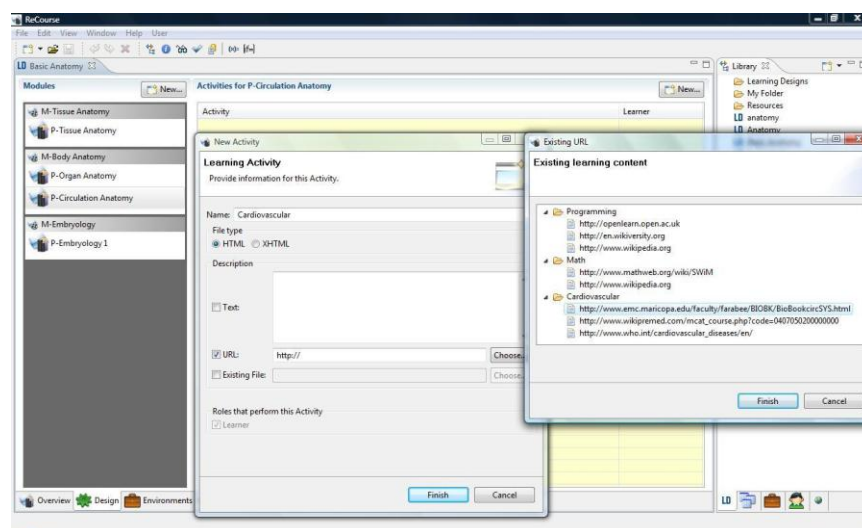 ReCourse
File Edit View Window Help User
LD Basic Anatomy
Modules
New...
M-Tissue Anatomy
P-Tissue Anatomy
M-Body Anatomy
P-Organ Anatomy
P-Circulation Anatomy
M-Embryology
P-Embryology 1
Activities for P-Circulation Anatomy
New...
Activity Learner
New Activity
Learning Activity
Provide information for this Activity.
Name: Cardiovascular
File type
HTML XHTML
Description
Text:
URL: http:// Choose...
Existing File: Choose...
Roles that perform this Activity
Learner
Finish Cancel
Library
Learning Designs
My Folder
Resources
LD anatomy
LD Anatomy
Existing URL
Existing learning content
Programming
http://openlearn.open.ac.uk
http://en.wikiversity.org
http://www.wikipedia.org
Math
http://www.mathweb.org/wiki/SWiM
http://www.wikipedia.org
Cardiovascular
http://www.emc.maricopa.edu/faculty/farabee/BIOBK/BioBookcircSYS.html
http://www.wikipremed.com/mcat_course.php?code=0407050200000000
http://www.who.int/cardiovascular_diseases/en/
Finish Cancel
Overview Design Environments
LD